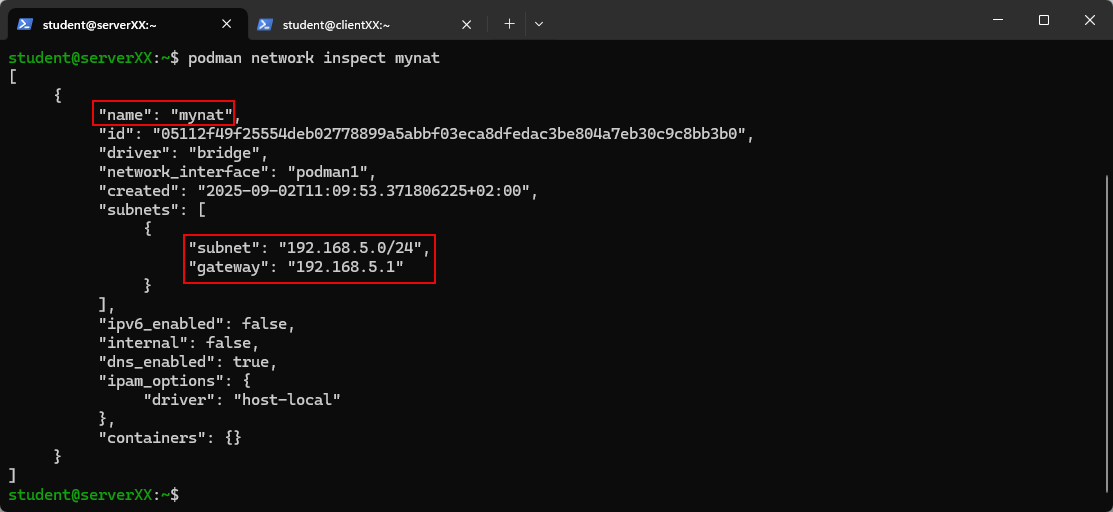 student@serverXX:~
student@clientXX:~
student@serverXX:~$ podman network inspect mynat
[
     {
          "name": "mynat",
          "id": "05112f49f25554deb02778899a5abbf03eca8dfedac3be804a7eb30c9c8bb3b0",
          "driver": "bridge",
          "network_interface": "podman1",
          "created": "2025-09-02T11:09:53.371806225+02:00",
          "subnets": [
               {
                    "subnet": "192.168.5.0/24",
                    "gateway": "192.168.5.1"
               }
          ],
          "ipv6_enabled": false,
          "internal": false,
          "dns_enabled": true,
          "ipam_options": {
               "driver": "host-local"
          },
          "containers": {}
     }
]
student@serverXX:~$